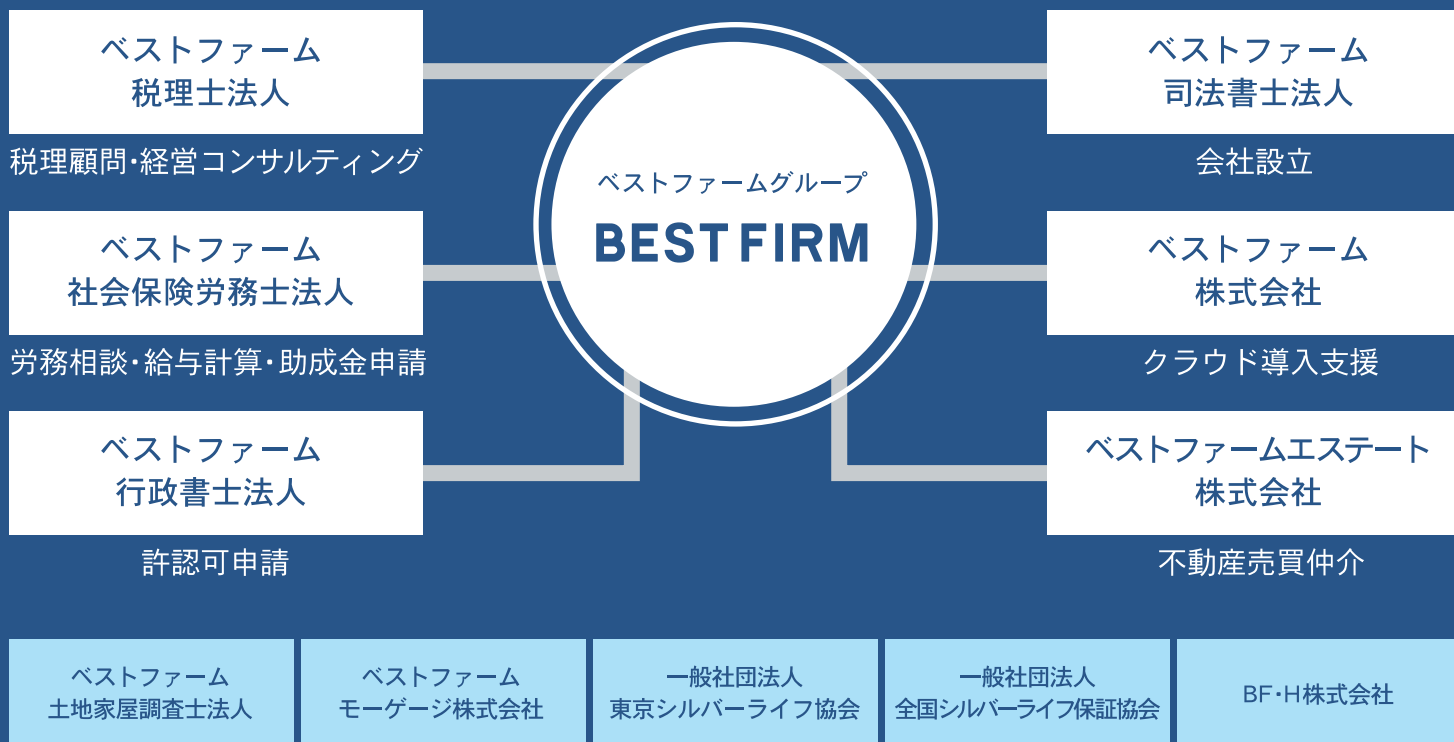 ベストファーム
税理士法人
税理顧問・経営コンサルティング
ベストファーム
社会保険労務士法人
労務相談・給与計算・助成金申請
ベストファーム
行政書士法人
許認可申請
ベストファームグループ
BEST FIRM
ベストファーム
司法書士法人
会社設立
ベストファーム
株式会社
クラウド導入支援
ベストファームエステート
株式会社
不動産売買仲介
ベストファーム
土地家屋調査士法人
ベストファーム
モーゲージ株式会社
一般社団法人
東京シルバーライフ協会
一般社団法人
全国シルバーライフ保証協会
BF・H株式会社